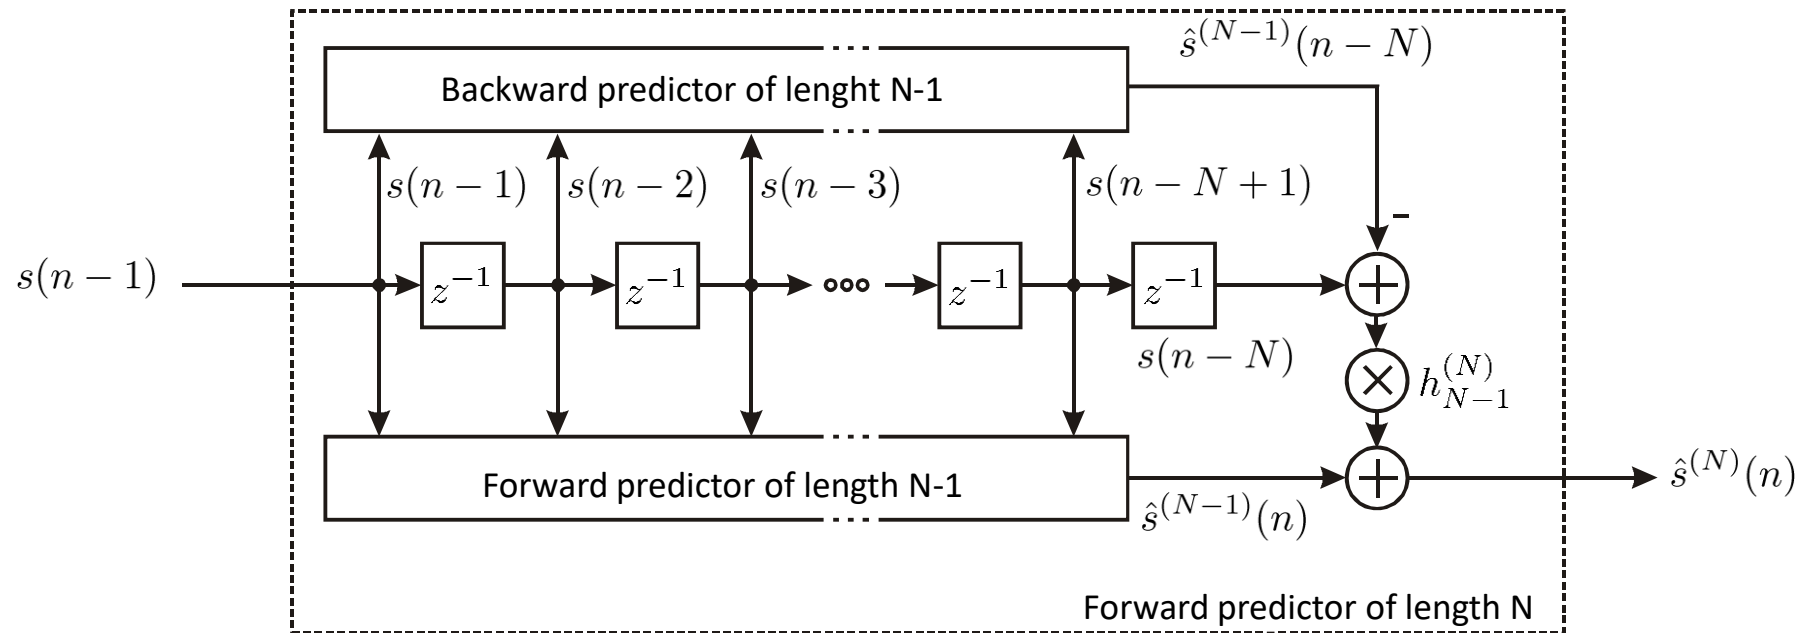 ŝ^(N−1)(n − N)
Backward predictor of lenght N-1
s(n − 1) s(n − 2) s(n − 3) s(n − N + 1)
-
s(n − 1) z^−1 z^−1 z^−1 z^−1
s(n − N)
h_{N−1}^{(N)}
Forward predictor of length N-1
ŝ^(N−1)(n)
ŝ^(N)(n)
Forward predictor of length N